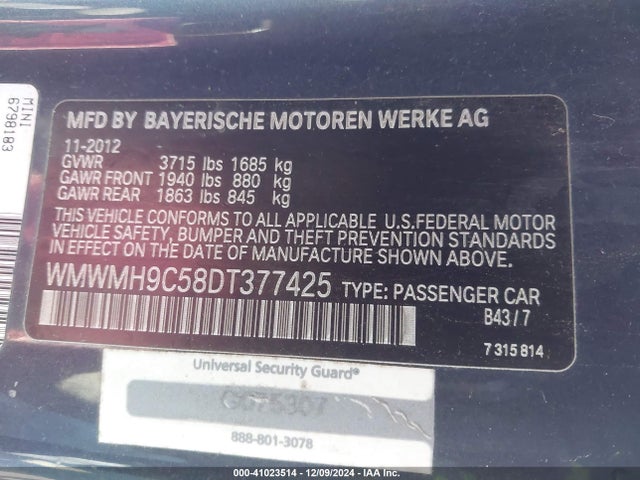 MINI
6798183
MFD BY BAYERISCHE MOTOREN WERKE AG
11-2012
GVWR 3715 lbs 1685 kg
GAWR FRONT 1940 lbs 880 kg
GAWR REAR 1863 lbs 845 kg
THIS VEHICLE CONFORMS TO ALL APPLICABLE U.S.FEDERAL MOTOR
VEHICLE SAFETY, BUMPER AND THEFT PREVENTION STANDARDS
IN EFFECT ON THE DATE OF MANUFACTURE SHOWN ABOVE.
WMWMH9C58DT377425 TYPE: PASSENGER CAR
B43/7
7 315 814
Universal Security Guard®
888-801-3078
000-41023514 / 12/09/2024 - IAA Inc.